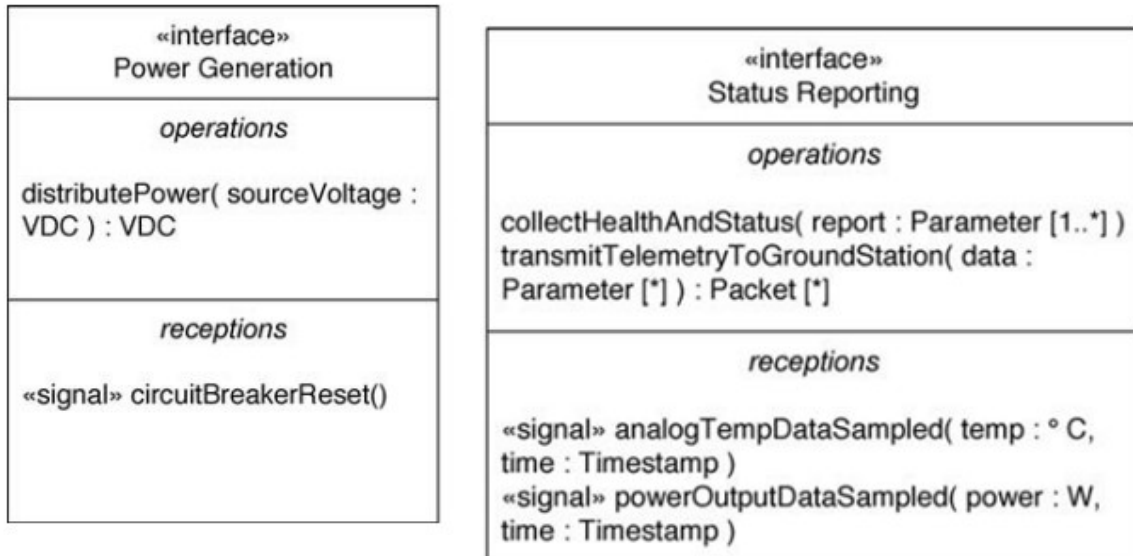 «interface»
Power Generation
operations
distributePower( sourceVoltage :
VDC ) : VDC
receptions
«signal» circuitBreakerReset()
«interface»
Status Reporting
operations
collectHealthAndStatus( report : Parameter [1..*] )
transmitTelemetryToGroundStation( data :
Parameter [*] ) : Packet [*]
receptions
«signal» analogTempDataSampled( temp : ° C,
time : Timestamp )
«signal» powerOutputDataSampled( power : W,
time : Timestamp )